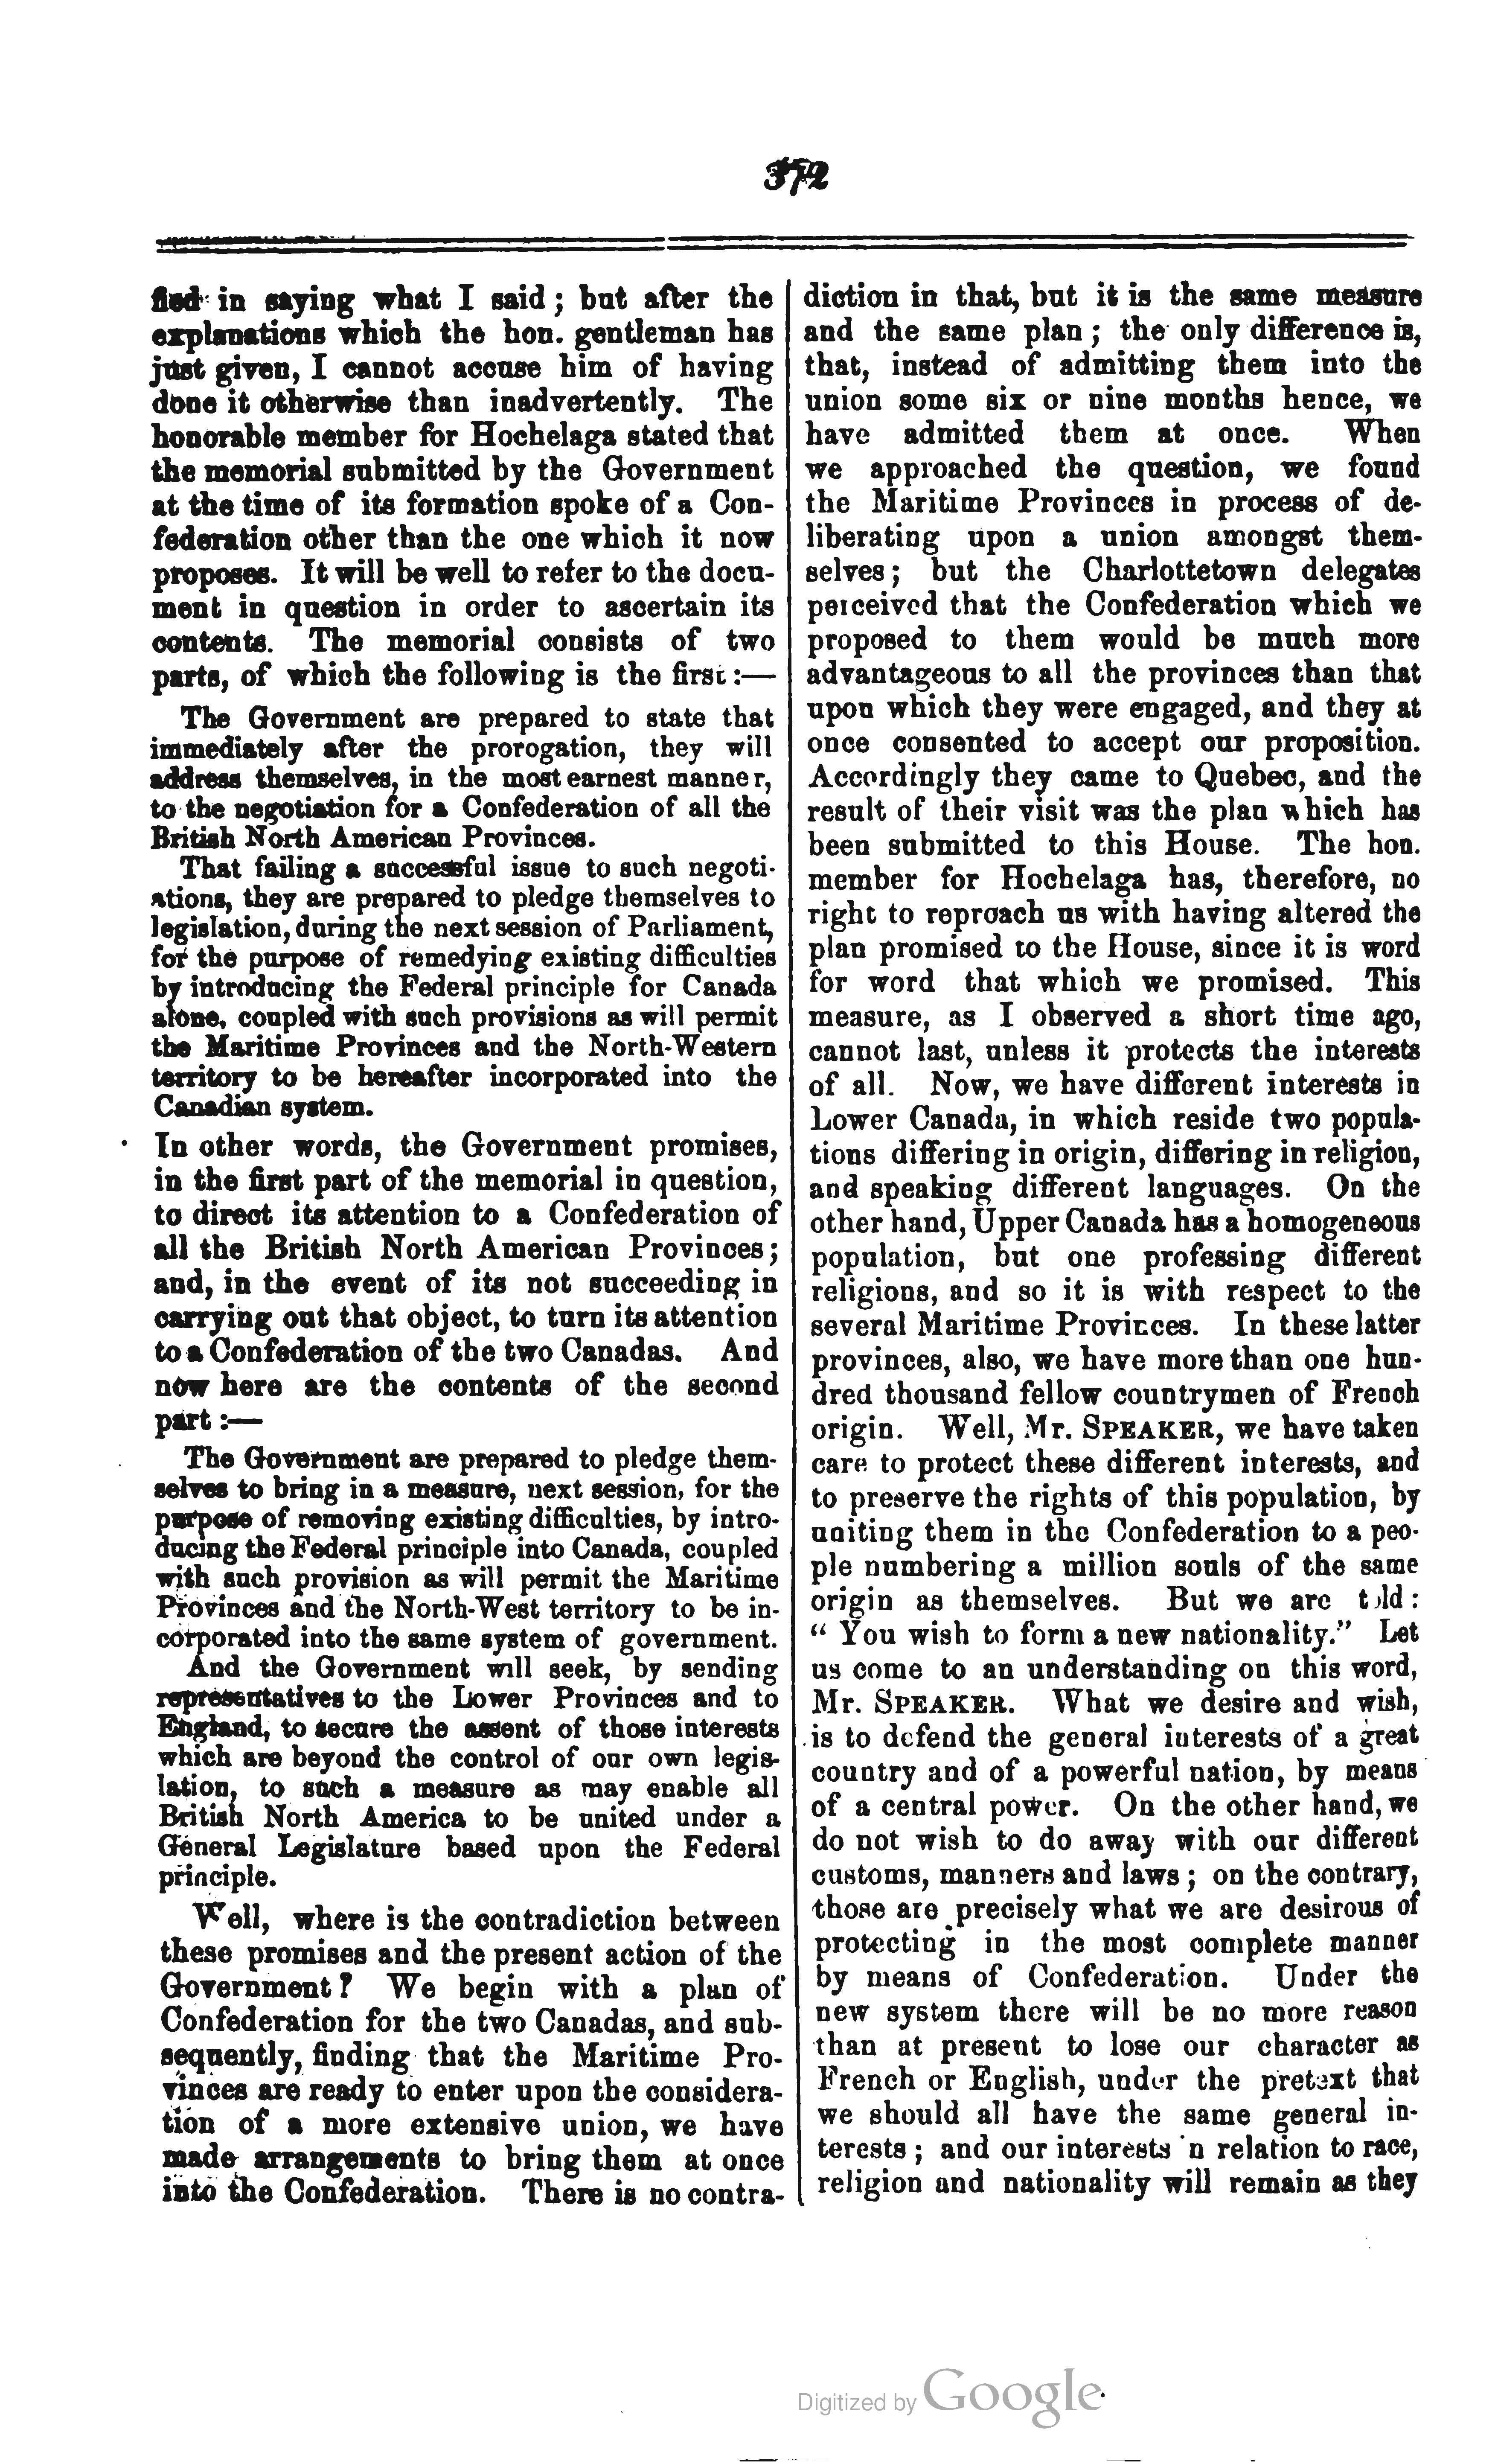 372
fied in saying what I said; but after the
explanations which the hon. gentleman has
just given, I cannot accuse him of having
done it otherwise than inadvertently. The
honorable member for Hochelaga stated that
the memorial submitted by the Government
at the time of its formation spoke of a Con-
federation other than the one which it now
proposes. It will be well to refer to the docu-
ment in question in order to ascertain its
contents. The memorial consists of two
parts, of which the following is the first:—
The Government are prepared to state that
immediately after the prorogation, they will
address themselves, in the most earnest manner,
to the negotiation for a Confederation of all the
British North American Provinces.
That failing a successful issue to such negoti-
ations, they are prepared to pledge themselves to
legislation, during the next session of Parliament,
for the purpose of remedying existing difficulties
by introducing the Federal principle for Canada
alone, coupled with such provisions as will permit
the Maritime Provinces and the North-Western
territory to be hereafter incorporated into the
Canadian system.
In other words, the Government promises,
in the first part of the memorial in question,
to direct its attention to a Confederation of
all the British North American Provinces;
and, in the event of its not succeeding in
carrying out that object, to turn its attention
to a Confederation of the two Canadas. And
now here are the contents of the second
part:—
The Government are prepared to pledge them-
selves to bring in a measure, next session, for the
purpose of removing existing difficulties, by intro-
ducing the Federal principle into Canada, coupled
with such provision as will permit the Maritime
Provinces and the North-West territory to be in-
corporated into the same system of government.
And the Government will seek, by sending
representatives to the Lower Provinces and to
England, to secure the assent of those interests
which are beyond the control of our own legis-
lation, to such a measure as may enable all
British North America to be united under a
General Legislature based upon the Federal
principle.
Well, where is the contradiction between
these promises and the present action of the
Government? We begin with a plan of
Confederation for the two Canadas, and sub-
sequently, finding that the Maritime Pro-
vinces are ready to enter upon the considera-
tion of a more extensive union, we have
made arrangements to bring them at once
into the Confederation. There is no contra-
diction in that, but it is the same measure
and the same plan; the only difference is,
that, instead of admitting them into the
union some six or nine months hence, we
have admitted them at once. When
we approached the question, we found
the Maritime Provinces in process of de-
liberating upon a union amongst them-
selves; but the Charlottetown delegates
perceived that the Confederation which we
proposed to them would be much more
advantageous to all the provinces than that
upon which they were engaged, and they at
once consented to accept our proposition.
Accordingly they came to Quebec, and the
result of their visit was the plan which has
been submitted to this House. The hon.
member for Hochelaga has, therefore, no
right to reproach us with having altered the
plan promised to the House, since it is word
for word that which we promised. This
measure, as I observed a short time ago,
cannot last, unless it protects the interests
of all. Now, we have different interests in
Lower Canada, in which reside two popula-
tions differing in origin, differing in religion,
and speaking different languages. On the
other hand, Upper Canada has a homogeneous
population, but one professing different
religions, and so it is with respect to the
several Maritime Provinces. In these latter
provinces, also, we have more than one hun-
dred thousand fellow countrymen of French
origin. Well, Mr. SPEAKER, we have taken
care to protect these different interests, and
to preserve the rights of this population, by
uniting them in the Confederation to a peo-
ple numbering a million souls of the same
origin as themselves. But we are told:
“ You wish to form a new nationality.” Let
us come to an understanding on this word,
Mr. SPEAKER. What we desire and wish,
is to defend the general interests of a great
country and of a powerful nation, by means
of a central power. On the other hand, we
do not wish to do away with our different
customs, manners and laws; on the contrary,
those are precisely what we are desirous of
protecting in the most complete manner
by means of Confederation. Under the
new system there will be no more reason
than at present to lose our character as
French or English, under the pretext that
we should all have the same general in-
terests; and our interests in relation to race,
religion and nationality will remain as they
Digitized by Google